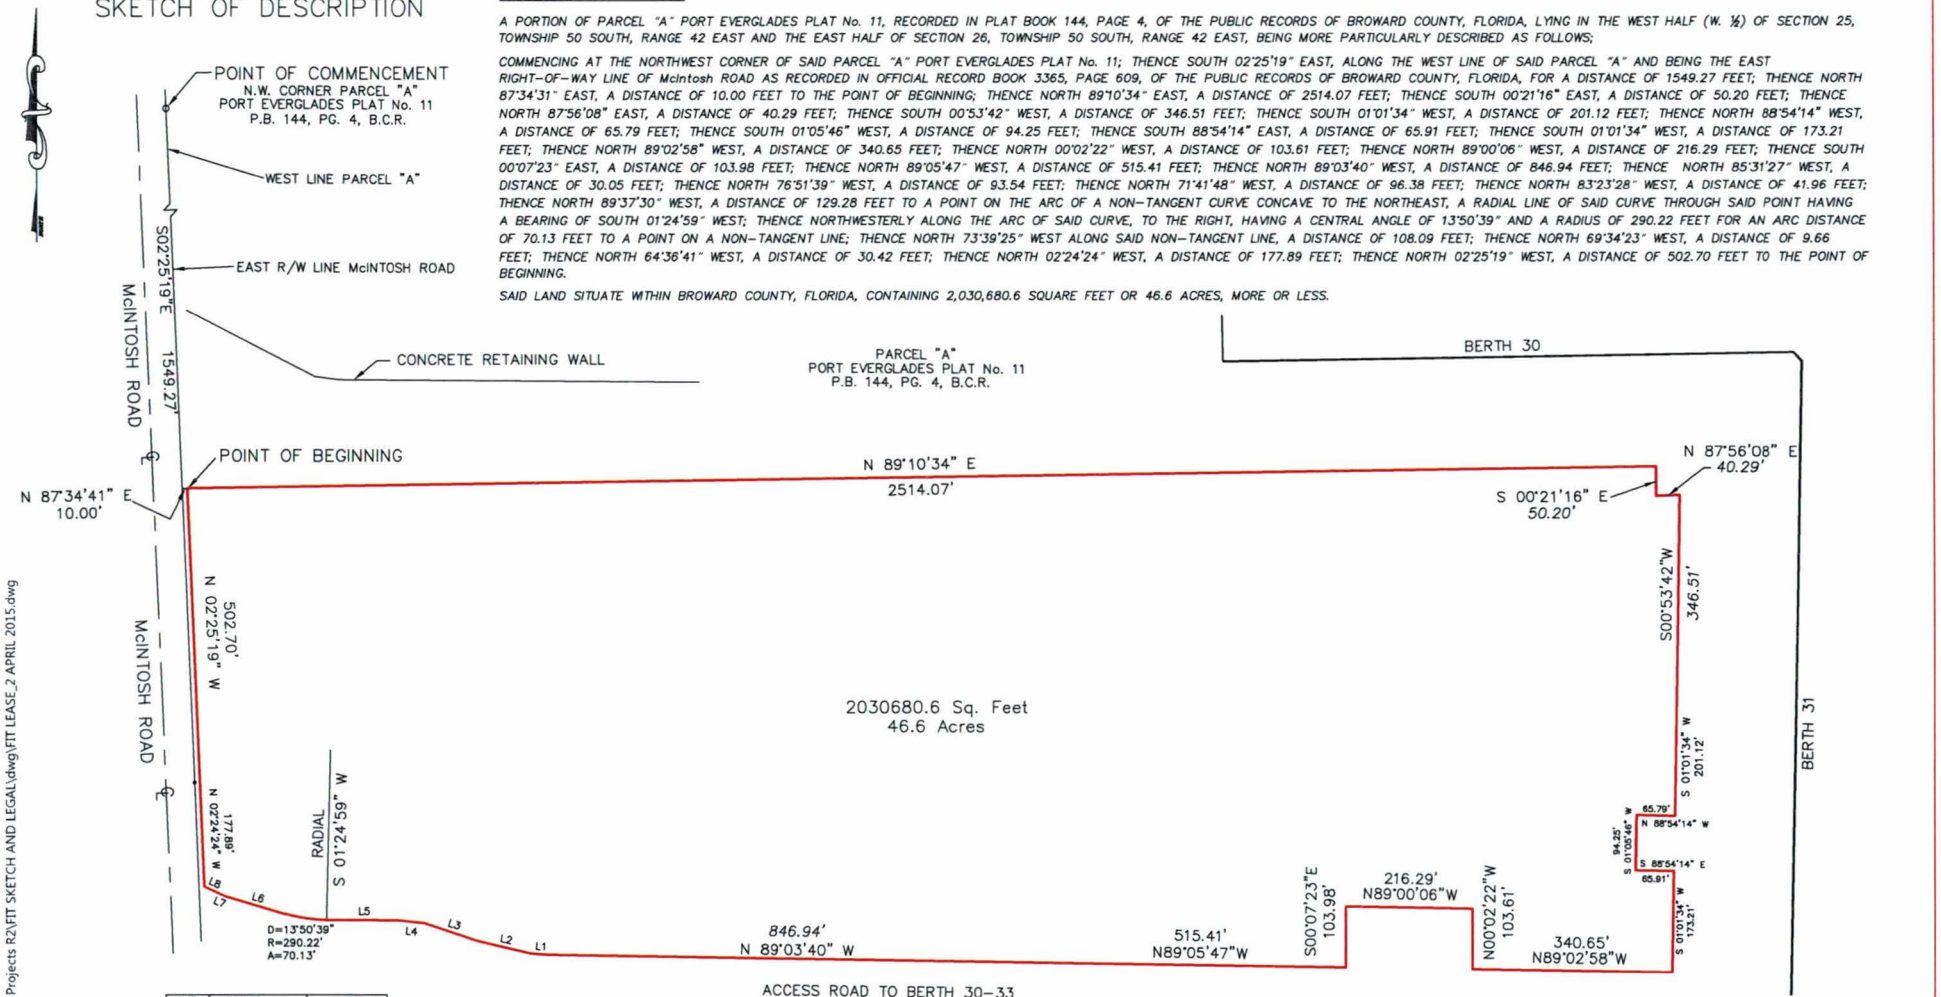 SKETCH OF DESCRIPTION
A PORTION OF PARCEL "A" PORT EVERGLADES PLAT No. 11, RECORDED IN PLAT BOOK 144, PAGE 4, OF THE PUBLIC RECORDS OF BROWARD COUNTY, FLORIDA, LYING IN THE WEST HALF (W. ½) OF SECTION 25,
TOWNSHIP 50 SOUTH, RANGE 42 EAST AND THE EAST HALF OF SECTION 26, TOWNSHIP 50 SOUTH, RANGE 42 EAST, BEING MORE PARTICULARLY DESCRIBED AS FOLLOWS;
COMMENCING AT THE NORTHWEST CORNER OF SAID PARCEL "A" PORT EVERGLADES PLAT No. 11; THENCE SOUTH 02°25'19" EAST, ALONG THE WEST LINE OF SAID PARCEL "A" AND BEING THE EAST
RIGHT-OF-WAY LINE OF McIntosh ROAD AS RECORDED IN OFFICIAL RECORD BOOK 3365, PAGE 609, OF THE PUBLIC RECORDS OF BROWARD COUNTY, FLORIDA, FOR A DISTANCE OF 1549.27 FEET; THENCE NORTH
87°34'31" EAST, A DISTANCE OF 10.00 FEET TO THE POINT OF BEGINNING; THENCE NORTH 89°10'34" EAST, A DISTANCE OF 2514.07 FEET; THENCE SOUTH 00°21'16" EAST, A DISTANCE OF 50.20 FEET; THENCE
NORTH 87°56'08" EAST, A DISTANCE OF 40.29 FEET; THENCE SOUTH 00°53'42" WEST, A DISTANCE OF 346.51 FEET; THENCE SOUTH 01°01'34" WEST, A DISTANCE OF 201.12 FEET; THENCE NORTH 88°54'14" WEST,
A DISTANCE OF 65.79 FEET; THENCE SOUTH 01°05'46" WEST, A DISTANCE OF 94.25 FEET; THENCE SOUTH 88°54'14" EAST, A DISTANCE OF 65.91 FEET; THENCE SOUTH 01°01'34" WEST, A DISTANCE OF 173.21
FEET; THENCE NORTH 89°02'58" WEST, A DISTANCE OF 340.65 FEET; THENCE NORTH 00°02'22" WEST, A DISTANCE OF 103.61 FEET; THENCE NORTH 89°00'06" WEST, A DISTANCE OF 216.29 FEET; THENCE SOUTH
00°07'23" EAST, A DISTANCE OF 103.98 FEET; THENCE NORTH 89°05'47" WEST, A DISTANCE OF 515.41 FEET; THENCE NORTH 89°03'40" WEST, A DISTANCE OF 846.94 FEET; THENCE NORTH 85°31'27" WEST, A
DISTANCE OF 30.05 FEET; THENCE NORTH 76°51'39" WEST, A DISTANCE OF 93.54 FEET; THENCE NORTH 71°41'48" WEST, A DISTANCE OF 96.38 FEET; THENCE NORTH 83°23'28" WEST, A DISTANCE OF 41.96 FEET;
THENCE NORTH 89°37'30" WEST, A DISTANCE OF 129.28 FEET TO A POINT ON THE ARC OF A NON-TANGENT CURVE CONCAVE TO THE NORTHEAST, A RADIAL LINE OF SAID CURVE THROUGH SAID POINT HAVING
A BEARING OF SOUTH 01°24'59" WEST; THENCE NORTHWESTERLY ALONG THE ARC OF SAID CURVE, TO THE RIGHT, HAVING A CENTRAL ANGLE OF 13°50'39" AND A RADIUS OF 290.22 FEET FOR AN ARC DISTANCE
OF 70.13 FEET TO A POINT ON A NON-TANGENT LINE; THENCE NORTH 73°39'25" WEST ALONG SAID NON-TANGENT LINE, A DISTANCE OF 108.09 FEET; THENCE NORTH 69°34'23" WEST, A DISTANCE OF 9.66
FEET; THENCE NORTH 64°36'41" WEST, A DISTANCE OF 30.42 FEET; THENCE NORTH 02°24'24" WEST, A DISTANCE OF 177.89 FEET; THENCE NORTH 02°25'19" WEST, A DISTANCE OF 502.70 FEET TO THE POINT OF
BEGINNING.
SAID LAND SITUATE WITHIN BROWARD COUNTY, FLORIDA, CONTAINING 2,030,680.6 SQUARE FEET OR 46.6 ACRES, MORE OR LESS.
POINT OF COMMENCEMENT
N.W. CORNER PARCEL "A"
PORT EVERGLADES PLAT No. 11
P.B. 144, PG. 4, B.C.R.
WEST LINE PARCEL "A"
S02°25'19"E 1549.27'
EAST R/W LINE McINTOSH ROAD
McINTOSH ROAD
CONCRETE RETAINING WALL
PARCEL "A"
PORT EVERGLADES PLAT No. 11
P.B. 144, PG. 4, B.C.R.
BERTH 30
POINT OF BEGINNING
N 87°34'41" E
10.00'
N 89°10'34" E
2514.07'
N 87°56'08" E
40.29'
S 00°21'16" E
50.20'
S00°53'42"W
346.51'
502.70'
N 02°25'19" W
McINTOSH ROAD
2030680.6 Sq. Feet
46.6 Acres
BERTH 31
S 01°01'34" W
201.12'
65.79'
N 88°54'14" W
94.25'
S 01°05'46" W
S 88°54'14" E
65.91'
S 01°01'34" W
173.21'
177.89'
N 02°24'24" W
RADIAL
S 01°24'59" W
L8
L7
L6
L5
L4
L3
L2
L1
D=13°50'39"
R=290.22'
A=70.13'
846.94'
N 89°03'40" W
515.41'
N89°05'47"W
S00°07'23"E
103.98'
216.29'
N89°00'06"W
N00°02'22"W
103.61'
340.65'
N89°02'58"W
ACCESS ROAD TO BERTH 30-33
Projects R2\FIT SKETCH AND LEGAL\dwg\FIT LEASE_2 APRIL 2015.dwg